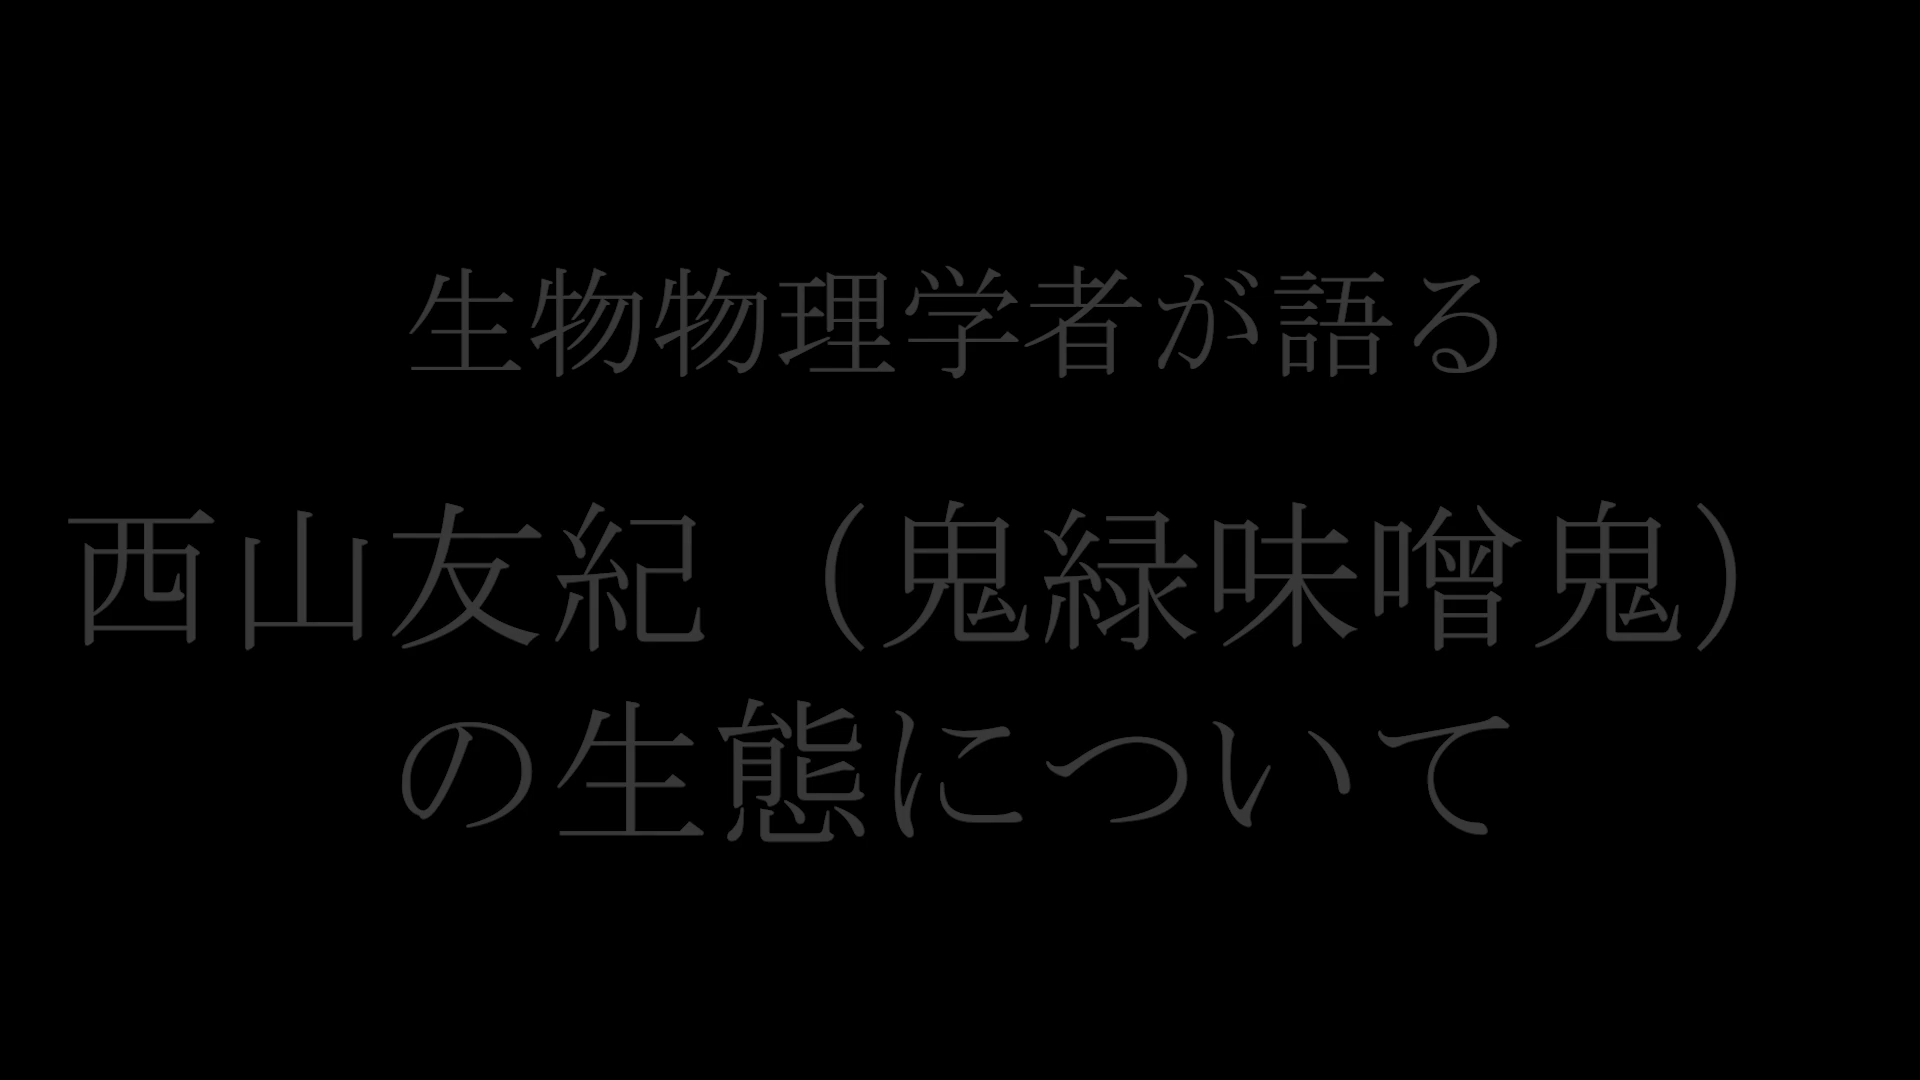 生物物理学者が語る
西山友紀（鬼緑味噌鬼）
の生態について